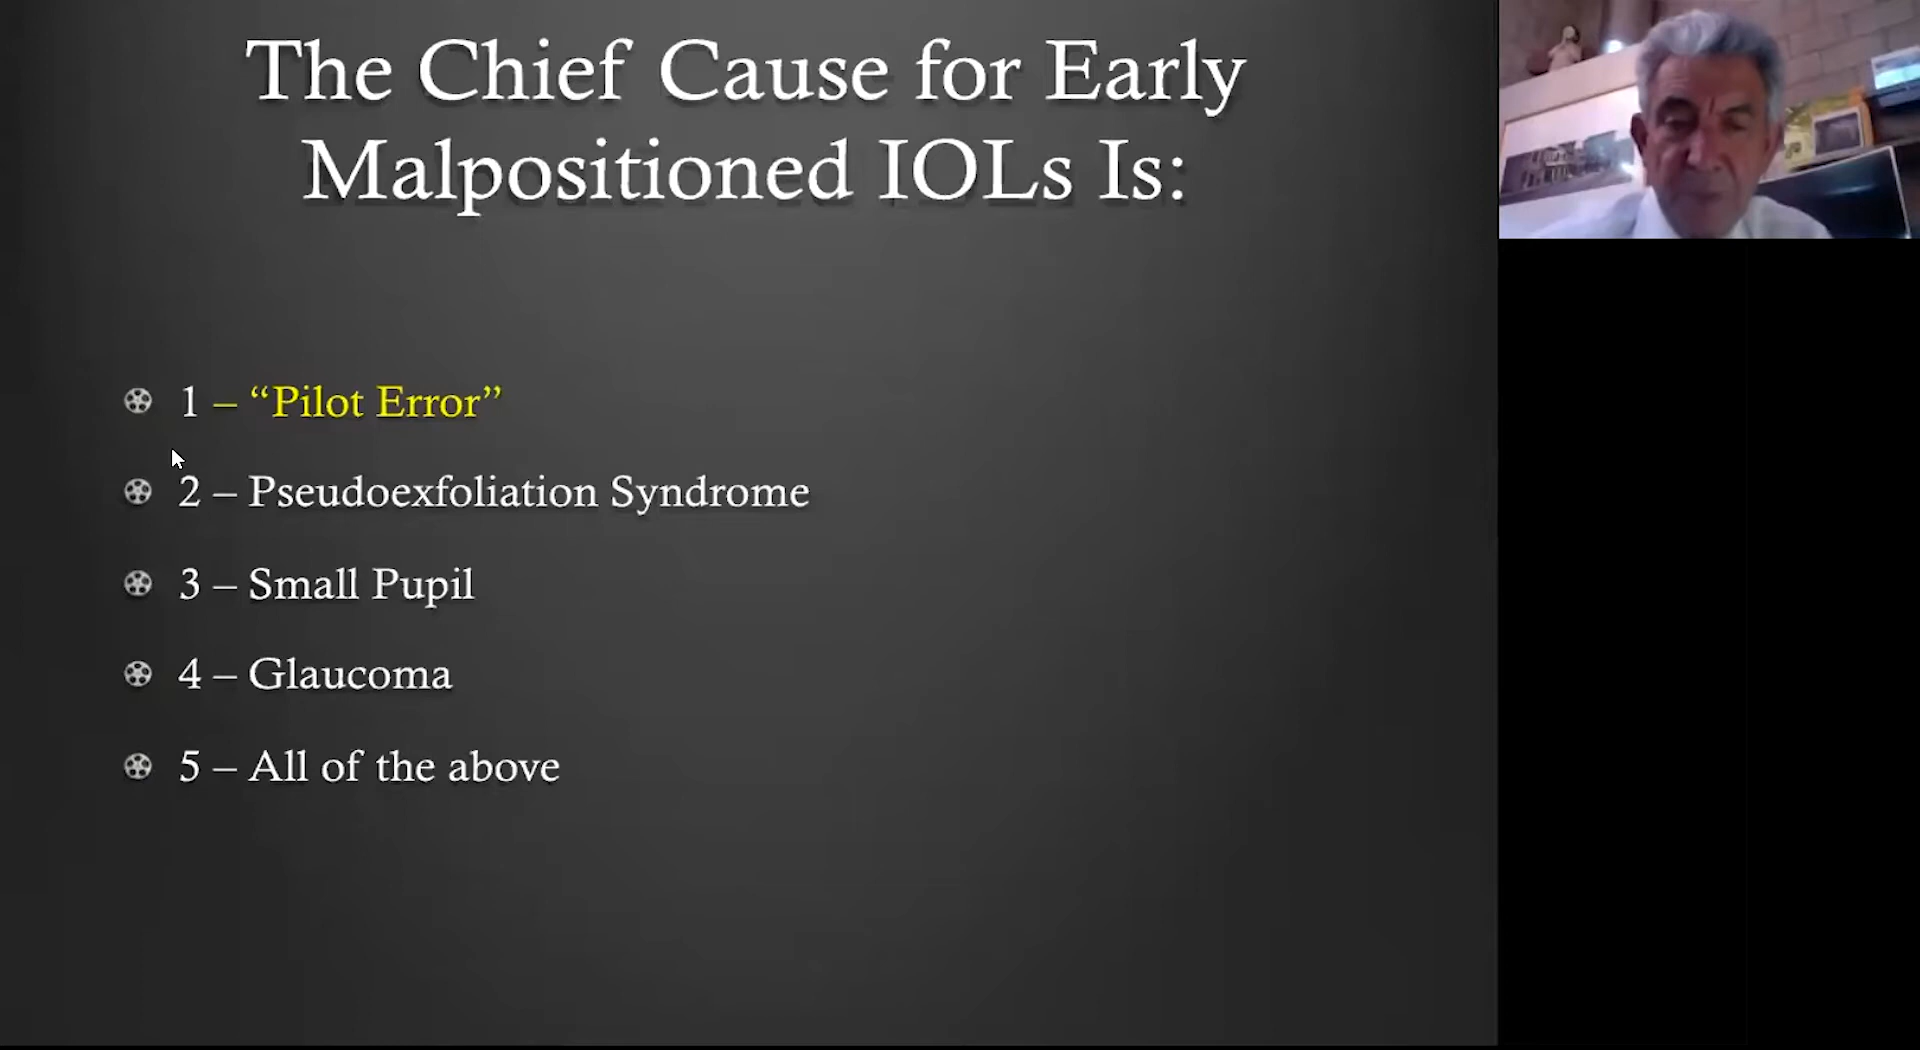 The Chief Cause for Early
Malpositioned IOLs Is:
1 – “Pilot Error”
2 – Pseudoexfoliation Syndrome
3 – Small Pupil
4 – Glaucoma
5 – All of the above